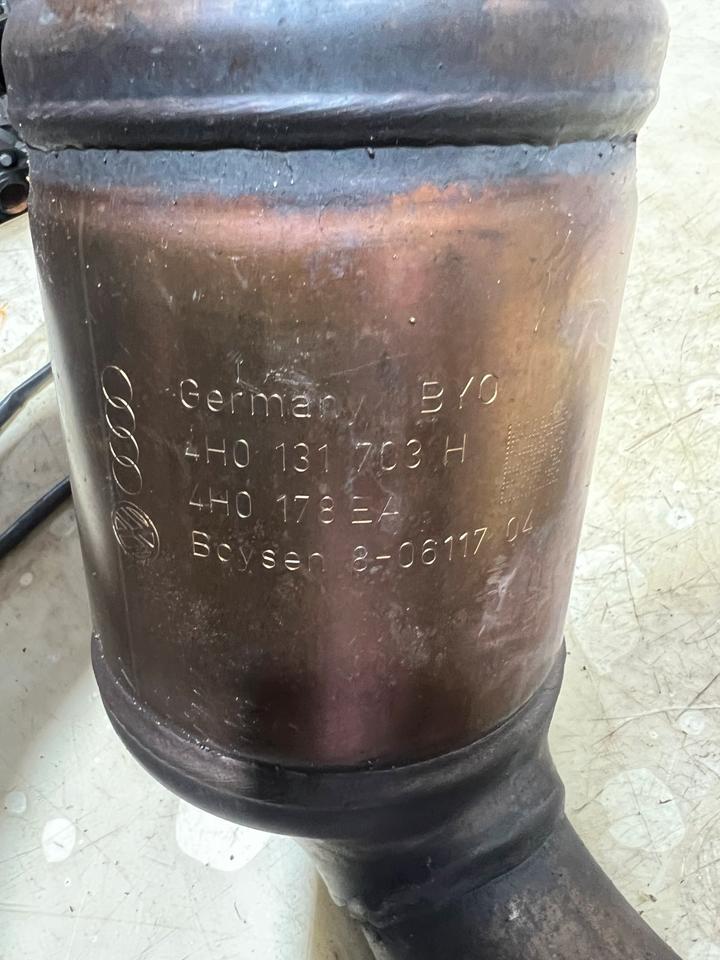 Germany BYO
4H0 131 703 H
4H0 178 EA
Boysen 8-06117 04